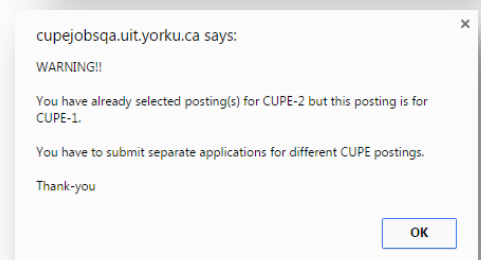 cupejobsqa.uit.yorku.ca says:
WARNING!!
You have already selected posting(s) for CUPE-2 but this posting is for
CUPE-1.
You have to submit separate applications for different CUPE postings.
Thank-you
OK